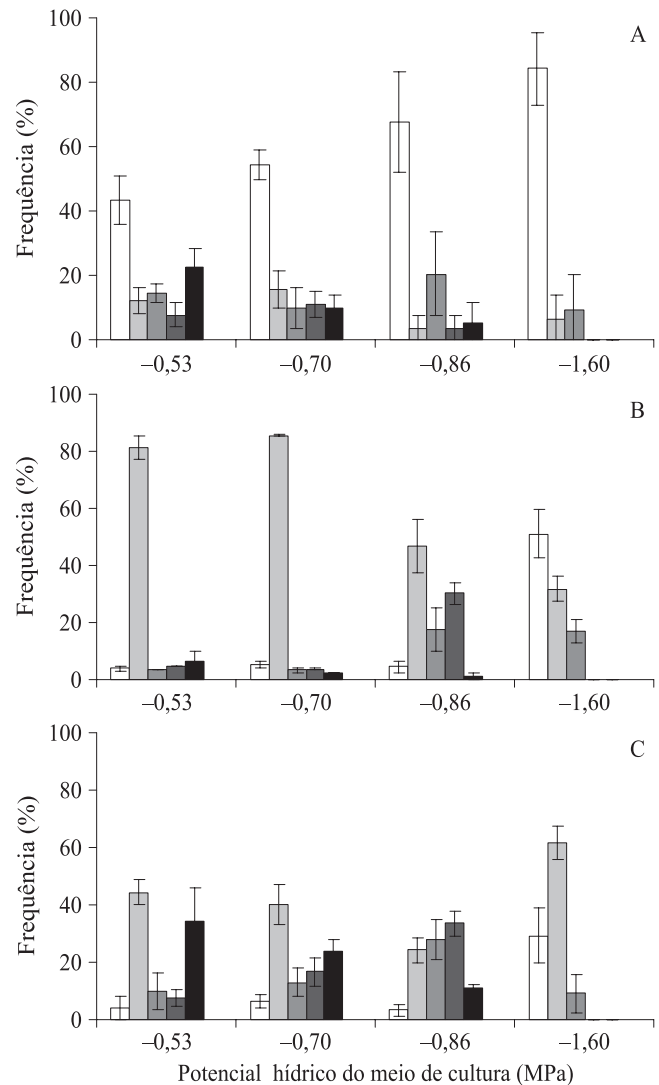 A
100
80
60
40
20
0
Frequência (%)
–0,53 –0,70 –0,86 –1,60
B
100
80
60
40
20
0
Frequência (%)
–0,53 –0,70 –0,86 –1,60
C
100
80
60
40
20
0
Frequência (%)
–0,53 –0,70 –0,86 –1,60
Potencial hídrico do meio de cultura (MPa)